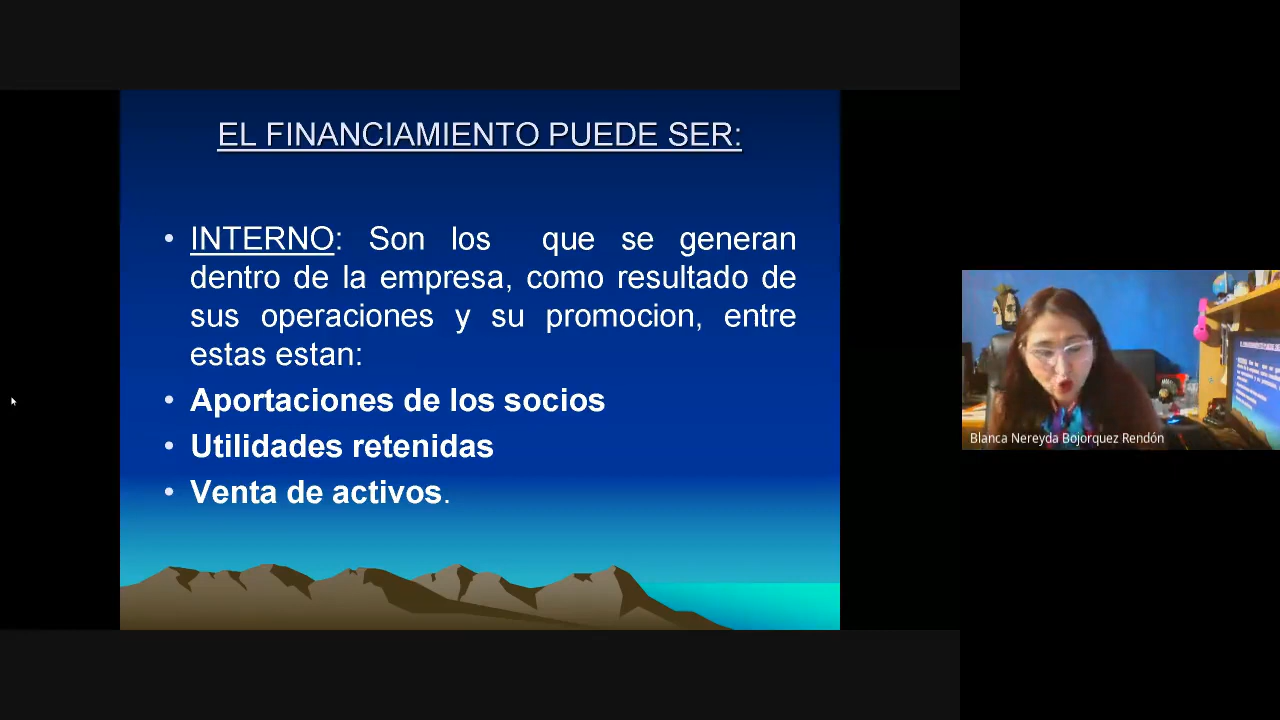 EL FINANCIAMIENTO PUEDE SER:
• INTERNO: Son los que se generan
dentro de la empresa, como resultado de
sus operaciones y su promocion, entre
estas estan:
• Aportaciones de los socios
• Utilidades retenidas
• Venta de activos.
Blanca Nereyda Bojorquez Rendón